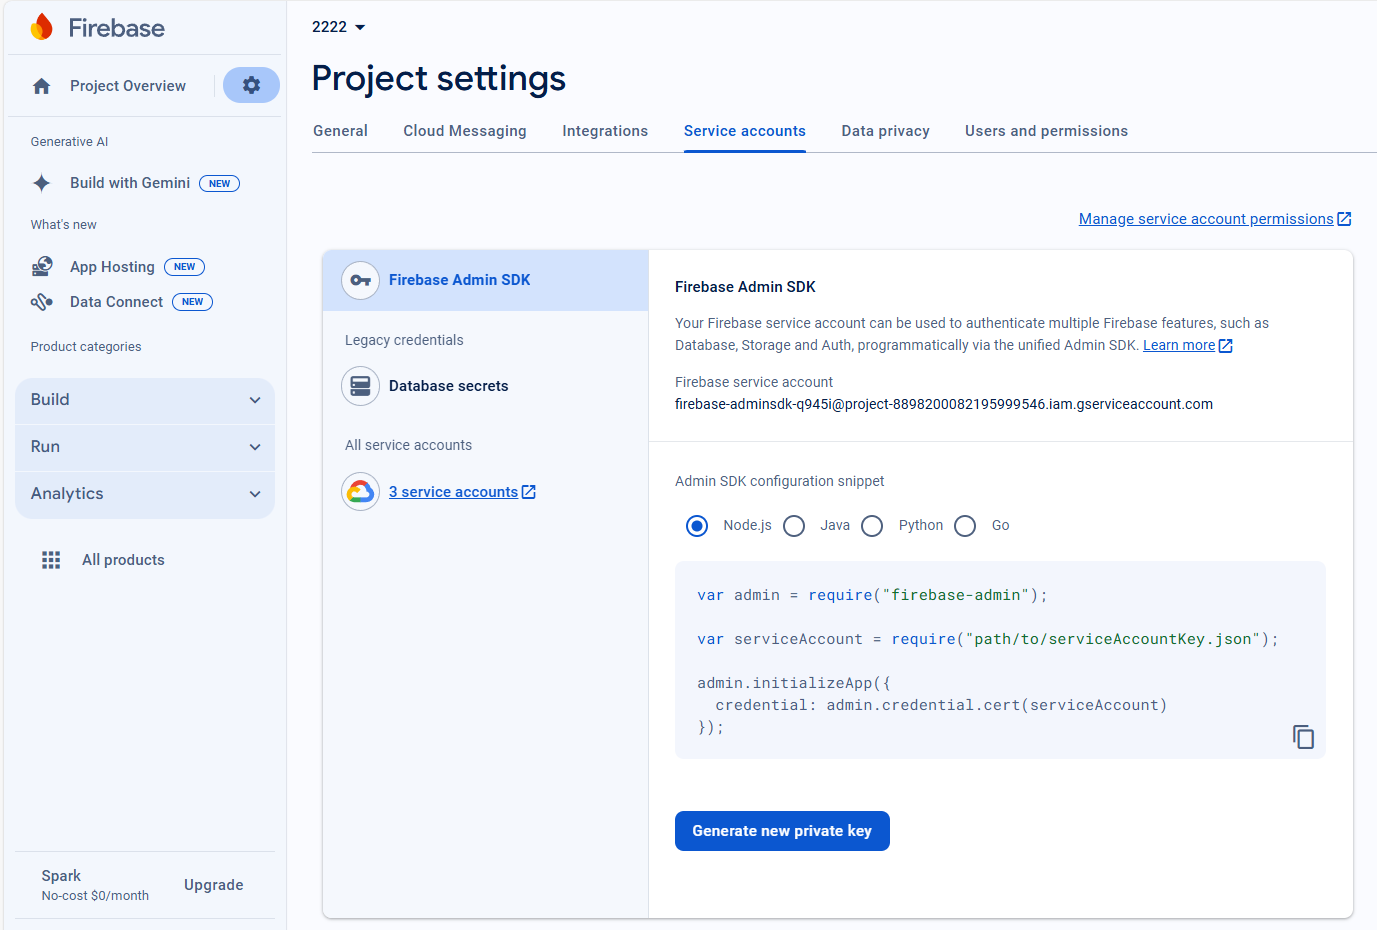 Firebase
Project Overview
Generative AI
Build with Gemini NEW
What's new
App Hosting NEW
Data Connect NEW
Product categories
Build
Run
Analytics
All products
Spark
No-cost $0/month
Upgrade
2222
Project settings
General Cloud Messaging Integrations Service accounts Data privacy Users and permissions
Manage service account permissions
Firebase Admin SDK
Legacy credentials
Database secrets
All service accounts
3 service accounts
Firebase Admin SDK
Your Firebase service account can be used to authenticate multiple Firebase features, such as
Database, Storage and Auth, programmatically via the unified Admin SDK. Learn more
Firebase service account
firebase-adminsdk-q945i@project-8898200082195999546.iam.gserviceaccount.com
Admin SDK configuration snippet
Node.js Java Python Go
var admin = require("firebase-admin");
var serviceAccount = require("path/to/serviceAccountKey.json");
admin.initializeApp({
credential: admin.credential.cert(serviceAccount)
});
Generate new private key